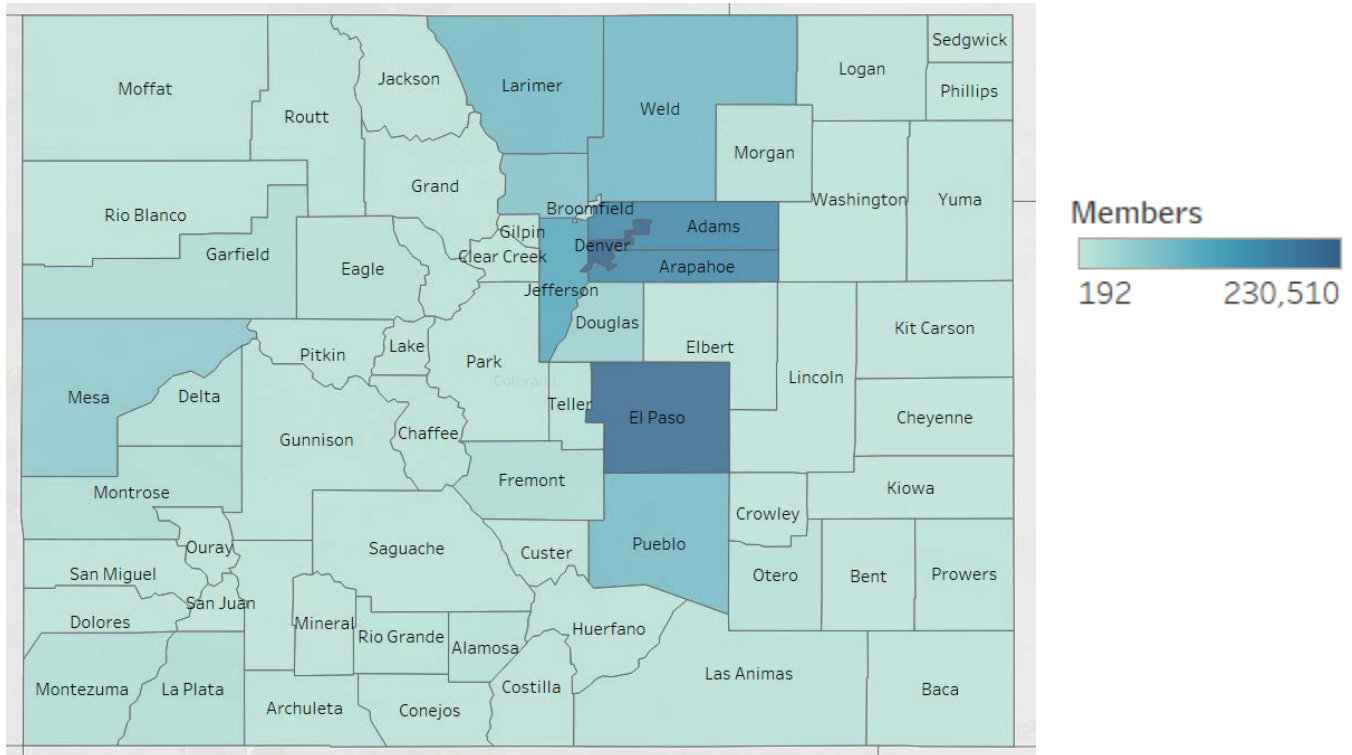 Sedgwick
Logan
Jackson
Larimer
Moffat
Phillips
Weld
Routt
Morgan
Grand
Washington
Yuma
Rio Blanco
Broomfield
Gilpin
Adams
Denver
Garfield
Clear Creek
Eagle
Arapahoe
Jefferson
Douglas
Kit Carson
Elbert
Lake
Pitkin
Park
Lincoln
Colorado
Mesa
Delta
Teller
El Paso
Cheyenne
Chaffee
Gunnison
Fremont
Kiowa
Montrose
Crowley
Pueblo
Ouray
Saguache
Custer
San Miguel
Otero
Bent
Prowers
San Juan
Dolores
Mineral
Huerfano
Rio Grande
Alamosa
Las Animas
Montezuma
La Plata
Costilla
Baca
Archuleta
Conejos
Members
192 230,510